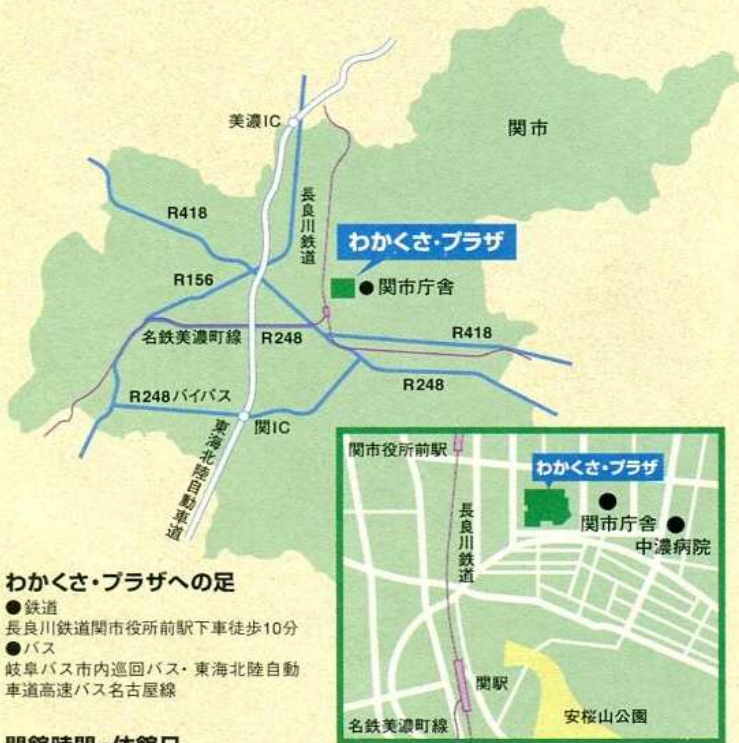 美濃IC
関市
R418
長良川鉄道
わかくさ・プラザ
関市庁舎
R156
名鉄美濃町線
R248
R418
R248
R248バイパス
関IC
東海北陸自動車道
関市役所前駅
わかくさ・プラザ
関市庁舎
中濃病院
長良川鉄道
関駅
名鉄美濃町線
安桜山公園
わかくさ・プラザへの足
●鉄道
長良川鉄道関市役所前駅下車徒歩10分
●バス
岐阜バス市内巡回バス・東海北陸自動
車道高速バス名古屋線